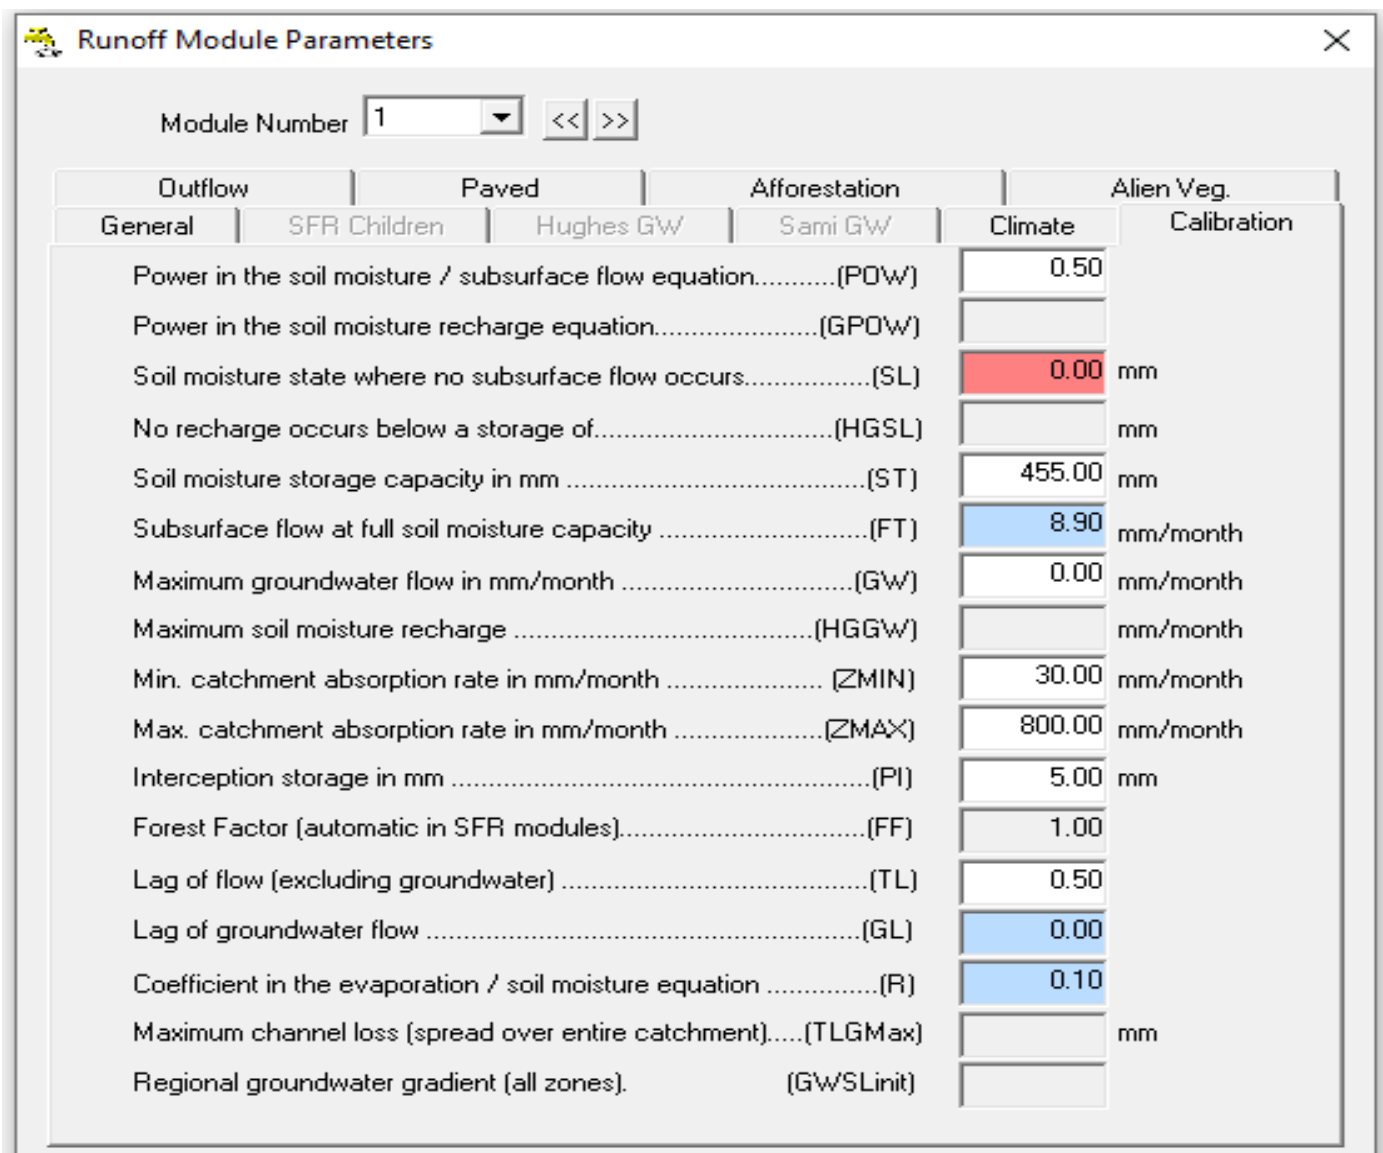 Runoff Module Parameters
Module Number 1 << >>
Outflow Paved Afforestation Alien Veg.
General SFR Children Hughes GW Sami GW Climate Calibration
Power in the soil moisture / subsurface flow equation...........(POW) 0.50
Power in the soil moisture recharge equation......................(GPOW)
Soil moisture state where no subsurface flow occurs.................(SL) 0.00 mm
No recharge occurs below a storage of................................(HGSL) mm
Soil moisture storage capacity in mm ........................................(ST) 455.00 mm
Subsurface flow at full soil moisture capacity ............................(FT) 8.90 mm/month
Maximum groundwater flow in mm/month ...............................(GW) 0.00 mm/month
Maximum soil moisture recharge ........................................(HGGW) mm/month
Min. catchment absorption rate in mm/month ..................... (ZMIN) 30.00 mm/month
Max. catchment absorption rate in mm/month ....................(ZMAX) 800.00 mm/month
Interception storage in mm ........................................................(PI) 5.00 mm
Forest Factor (automatic in SFR modules).................................(FF) 1.00
Lag of flow (excluding groundwater) .........................................(TL) 0.50
Lag of groundwater flow ..........................................................(GL) 0.00
Coefficient in the evaporation / soil moisture equation ...............(R) 0.10
Maximum channel loss (spread over entire catchment).....(TLGMax) mm
Regional groundwater gradient (all zones). (GWSLinit)